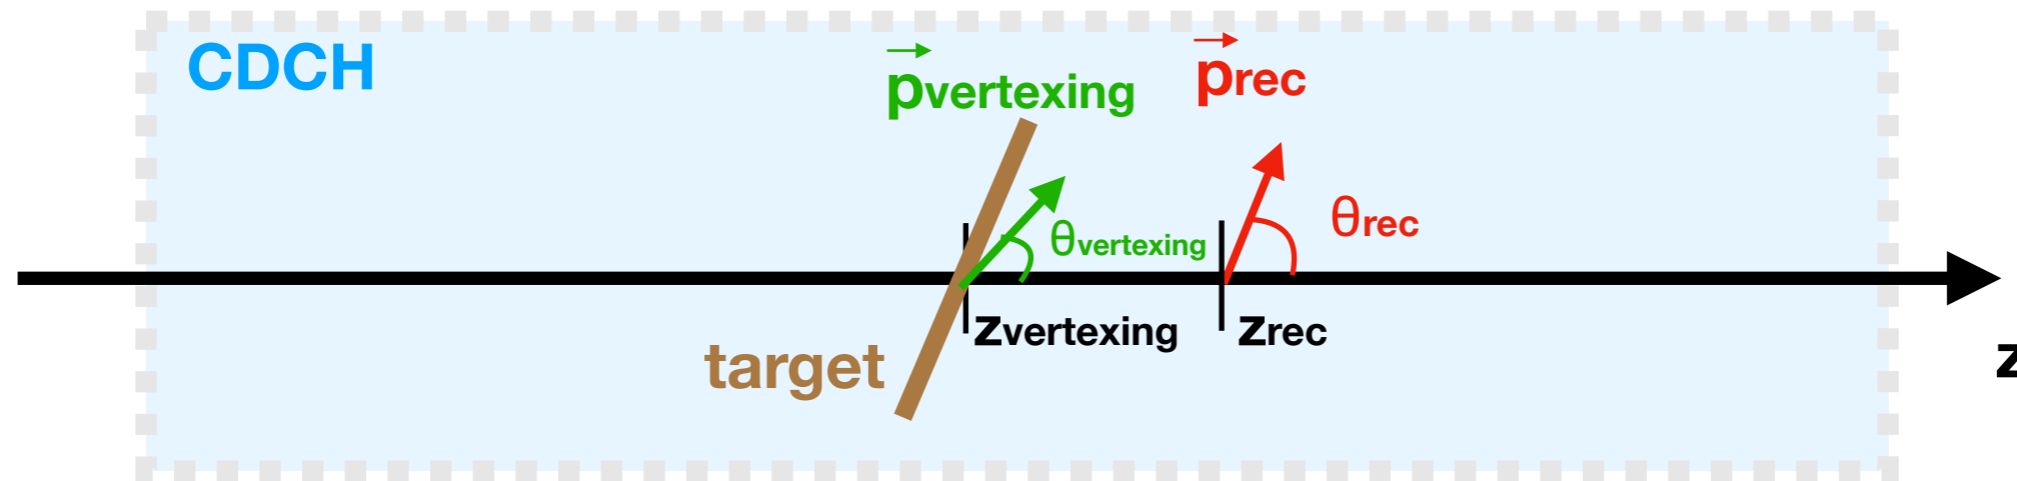 CDCH
pvertexing
prec
θvertexing
θrec
zvertexing
zrec
target
z